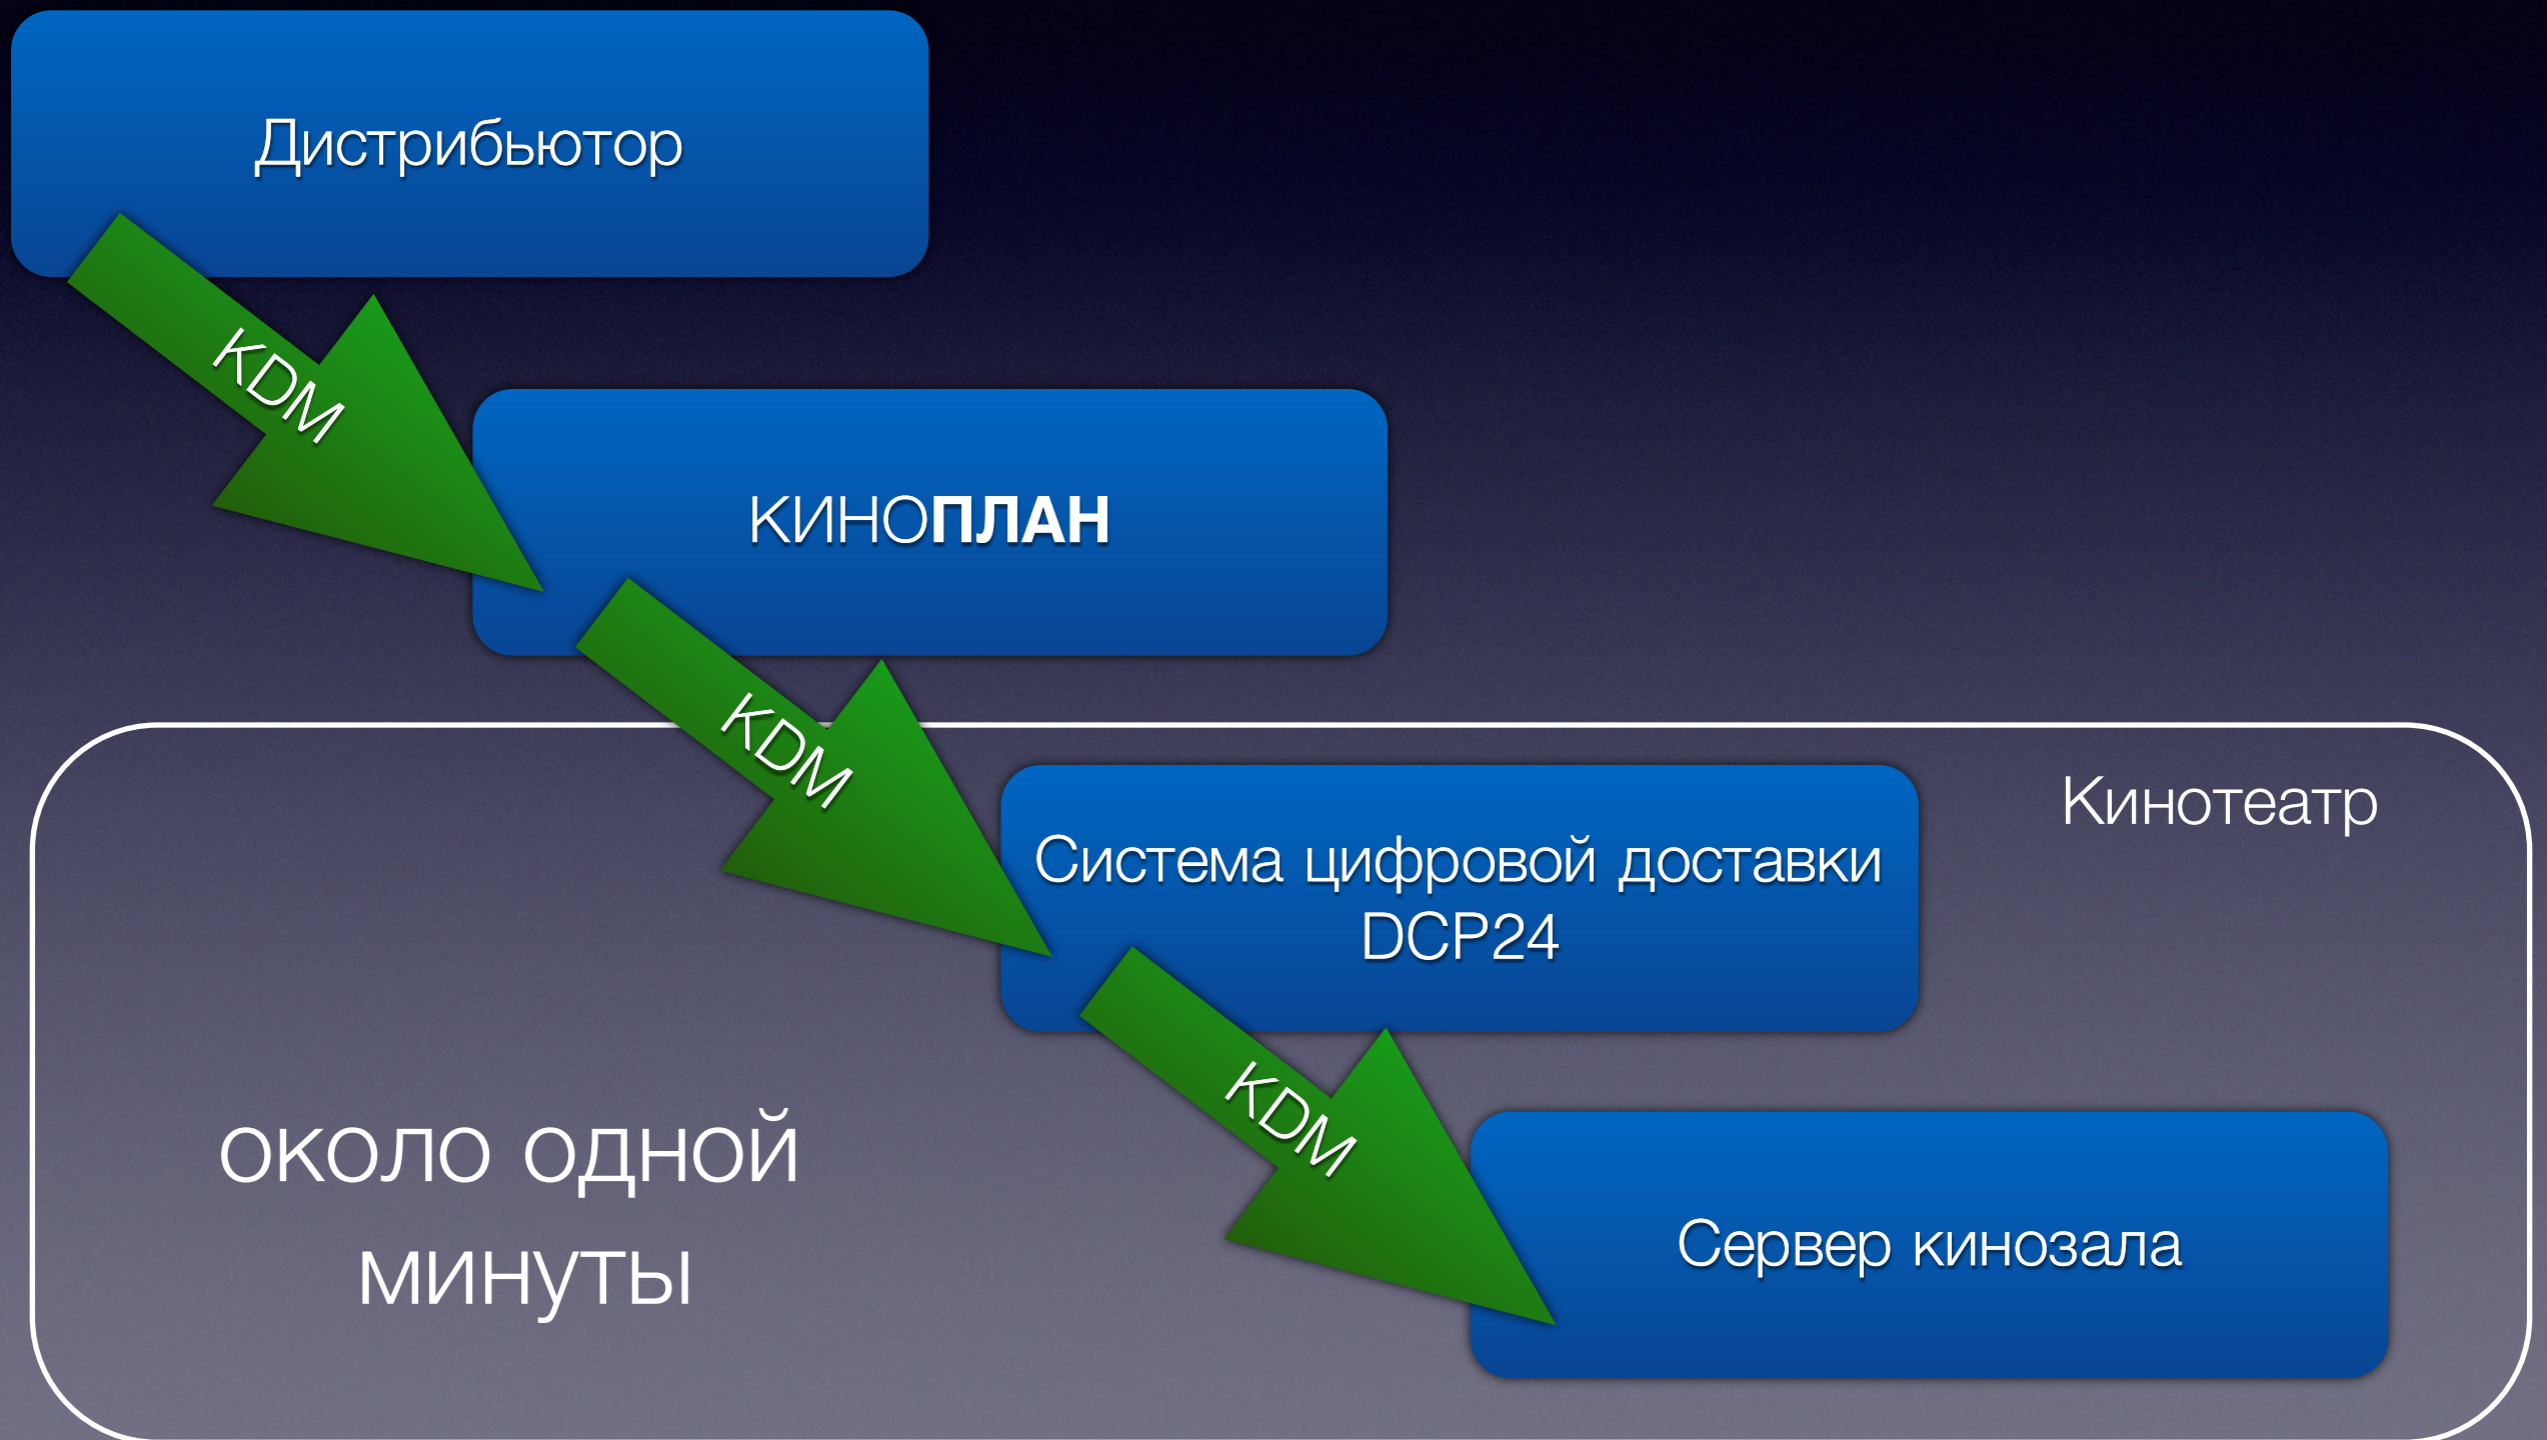 Дистрибьютор
KDM
КИНОПЛАН
KDM
Кинотеатр
Система цифровой доставки
DCP24
KDM
около одной
минуты
Сервер кинозала